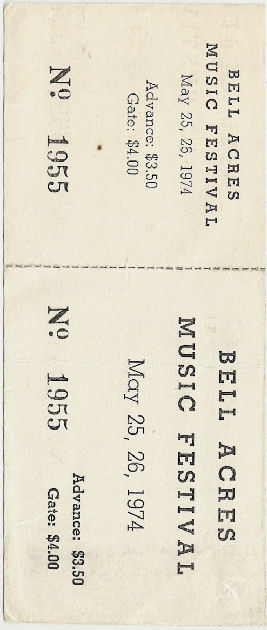 BELL ACRES
MUSIC FESTIVAL
May 25, 26, 1974
Advance: $3.50
Gate: $4.00
Nº 1955
BELL ACRES
MUSIC FESTIVAL
May 25, 26, 1974
Advance: $3.50
Gate: $4.00
Nº 1955